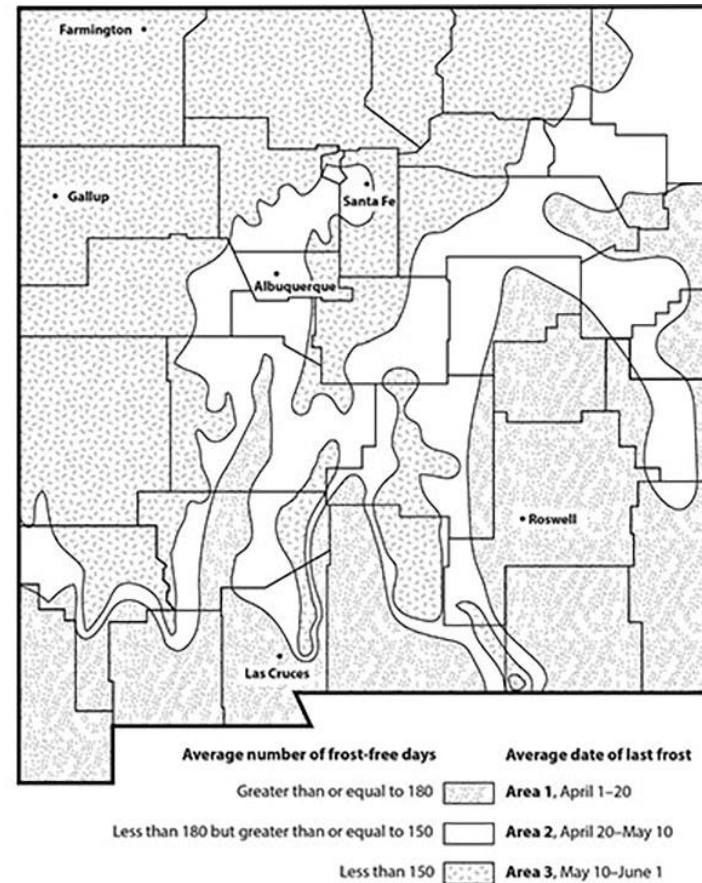 Farmington
Gallup
Santa Fe
Albuquerque
Roswell
Las Cruces
Average number of frost-free days Average date of last frost
Greater than or equal to 180 Area 1, April 1–20
Less than 180 but greater than or equal to 150 Area 2, April 20–May 10
Less than 150 Area 3, May 10–June 1